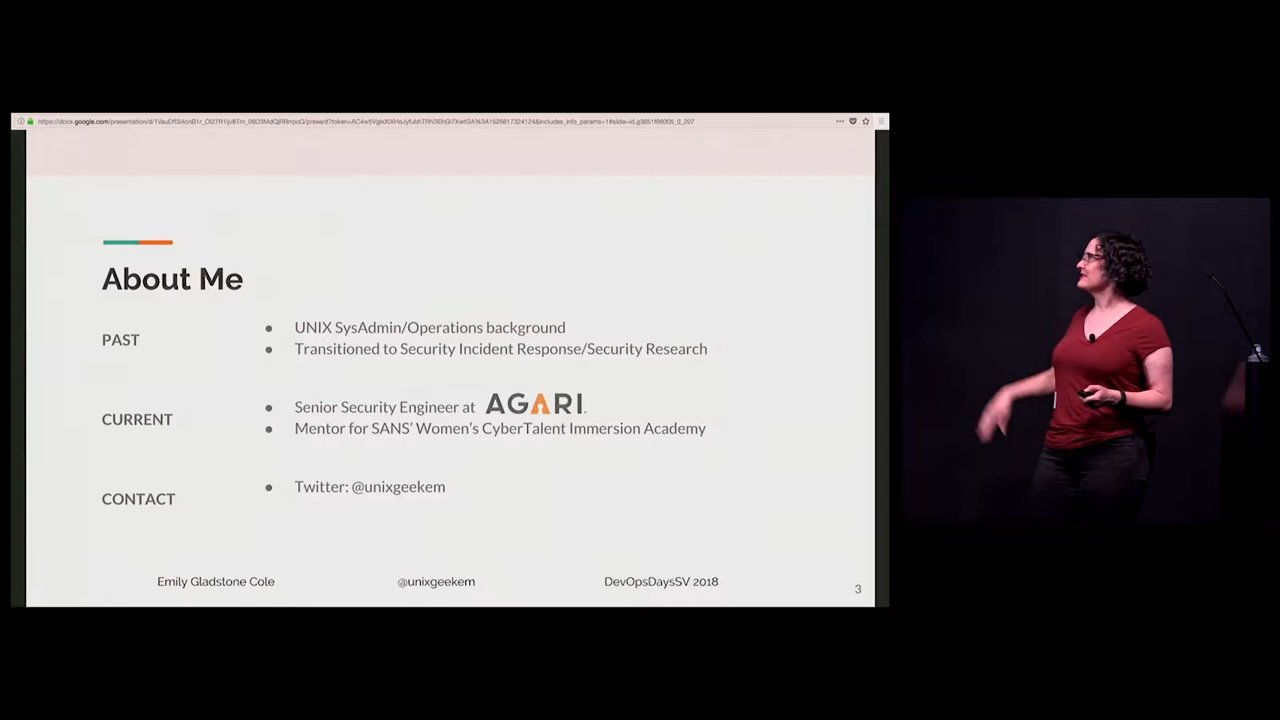 About Me
PAST
● UNIX SysAdmin/Operations background
● Transitioned to Security Incident Response/Security Research
CURRENT
● Senior Security Engineer at AGARI.
● Mentor for SANS' Women's CyberTalent Immersion Academy
CONTACT
● Twitter: @unixgeekem
Emily Gladstone Cole @unixgeekem DevOpsDaysSV 2018
3